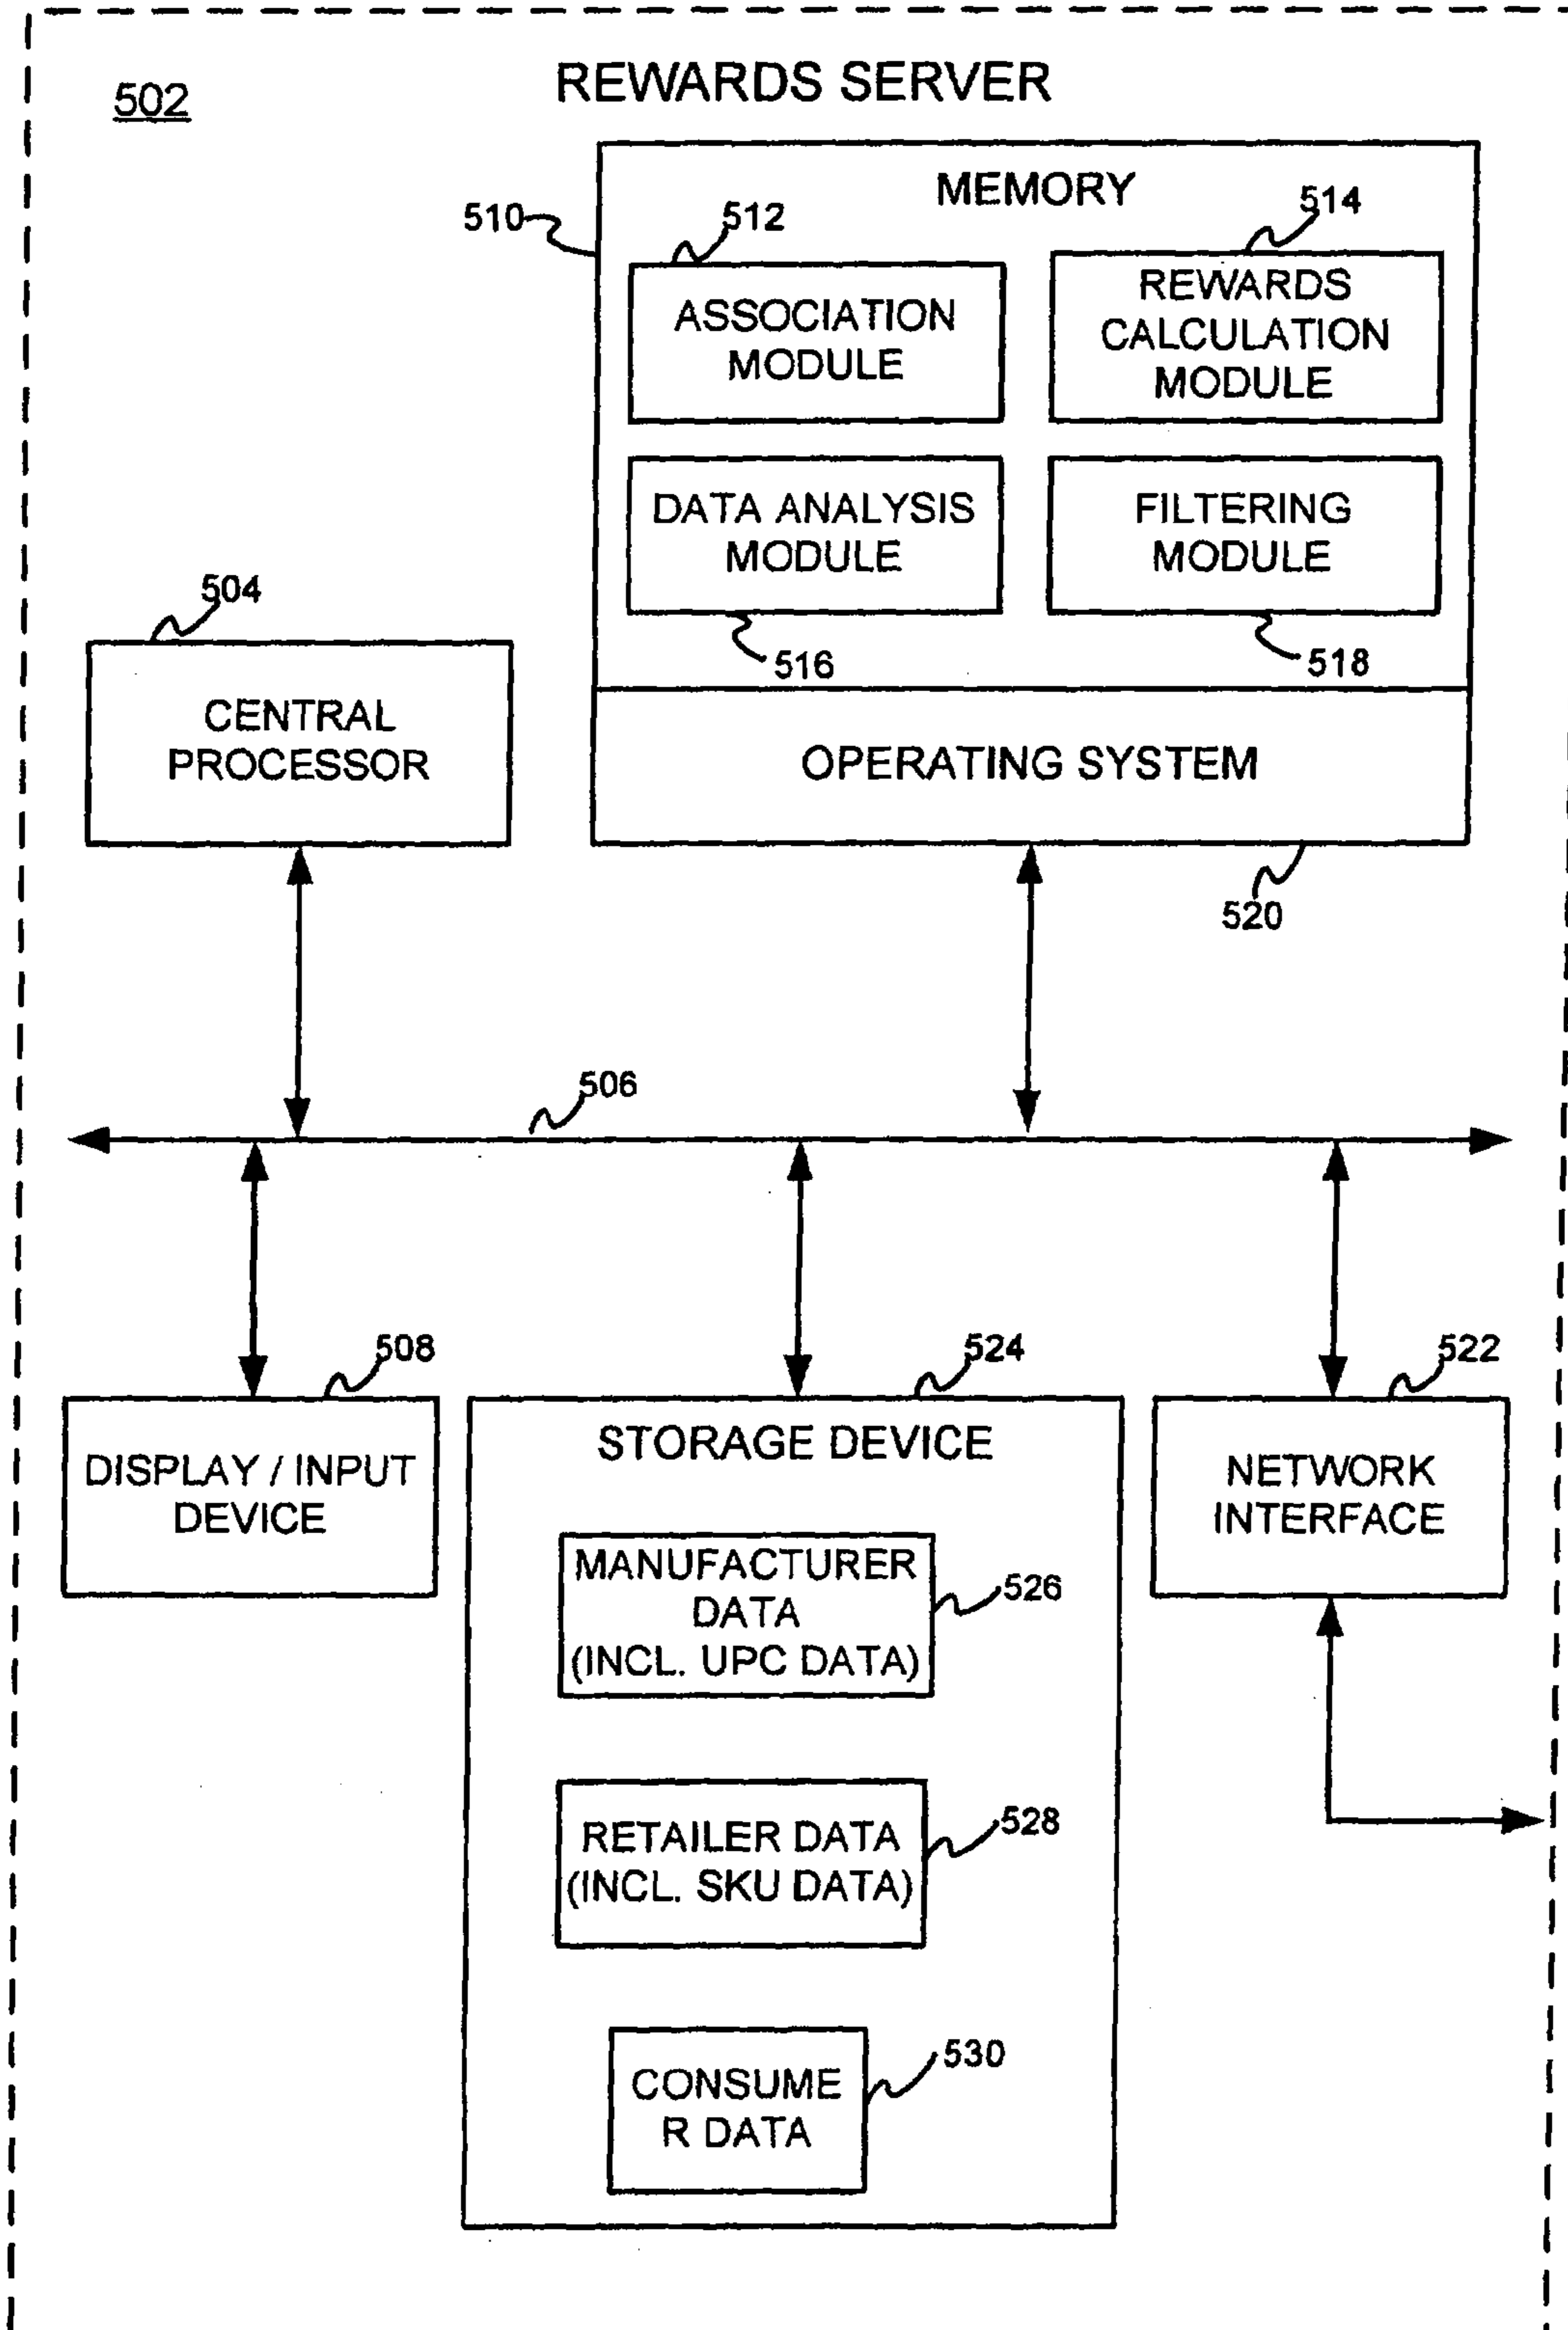 502
REWARDS SERVER
MEMORY
510
512
514
ASSOCIATION
MODULE
REWARDS
CALCULATION
MODULE
DATA ANALYSIS
MODULE
FILTERING
MODULE
516
518
504
CENTRAL
PROCESSOR
OPERATING SYSTEM
520
506
508
524
522
DISPLAY / INPUT
DEVICE
STORAGE DEVICE
NETWORK
INTERFACE
MANUFACTURER
DATA
(INCL. UPC DATA)
526
RETAILER DATA
(INCL. SKU DATA)
528
CONSUME
R DATA
530